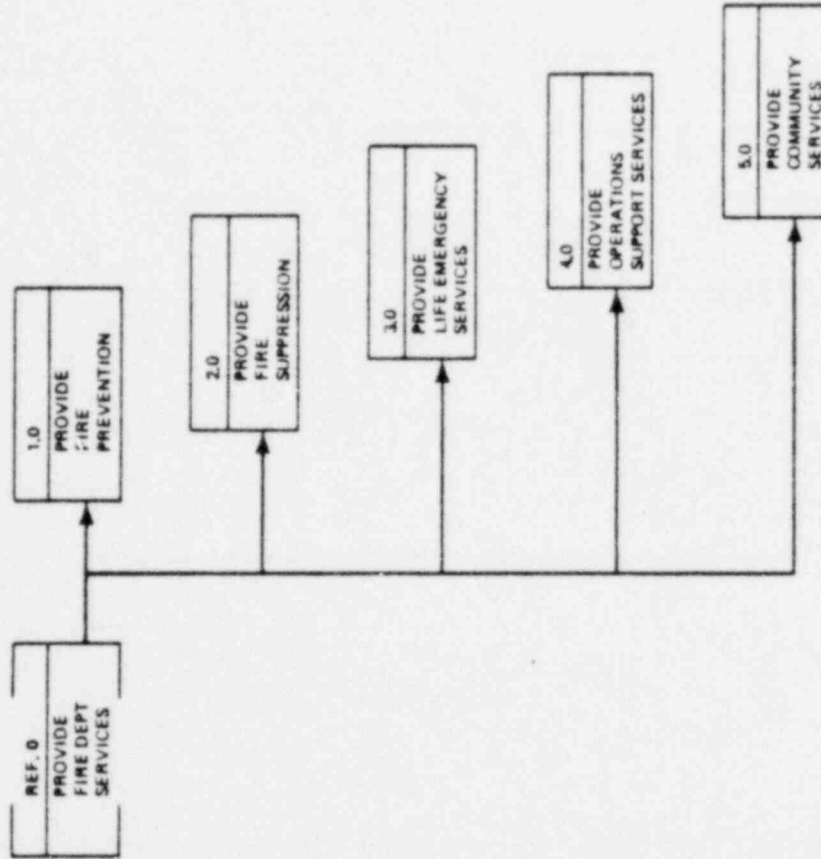 REF. 0
PROVIDE
FIRE DEPT
SERVICES
1.0
PROVIDE
FIRE
PREVENTION
2.0
PROVIDE
FIRE
SUPPRESSION
3.0
PROVIDE
LIFE EMERGENCY
SERVICES
4.0
PROVIDE
OPERATIONS
SUPPORT SERVICES
5.0
PROVIDE
COMMUNITY
SERVICES